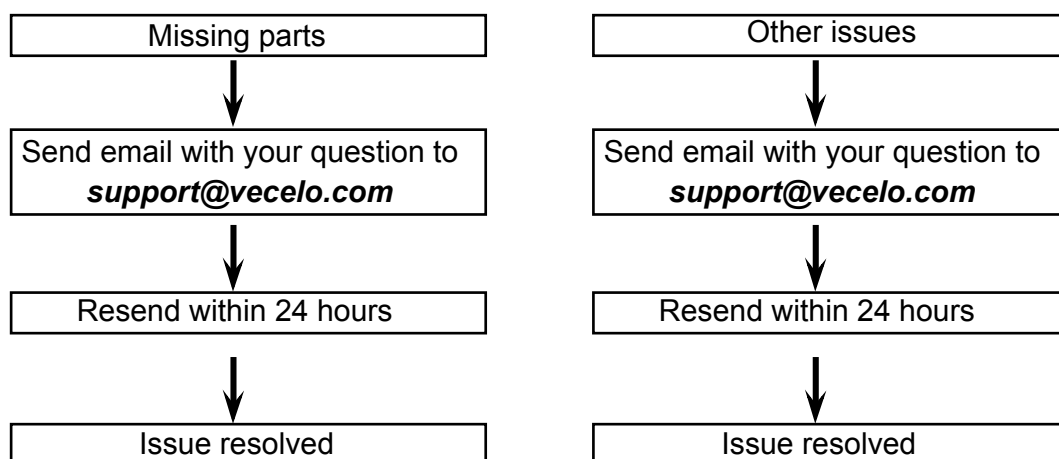 Missing parts
Send email with your question to
support@vecelo.com
Resend within 24 hours
Issue resolved
Other issues
Send email with your question to
support@vecelo.com
Resend within 24 hours
Issue resolved